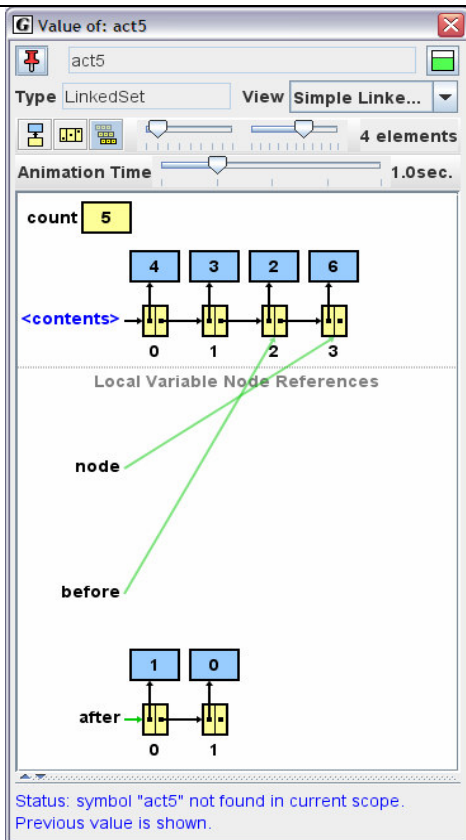 G Value of: act5
act5
Type LinkedSet View Simple Linke...
4 elements
Animation Time 1.0sec.
count 5
4 3 2 6
<contents>
0 1 2 3
Local Variable Node References
node
before
1 0
after
0 1
Status: symbol "act5" not found in current scope.
Previous value is shown.